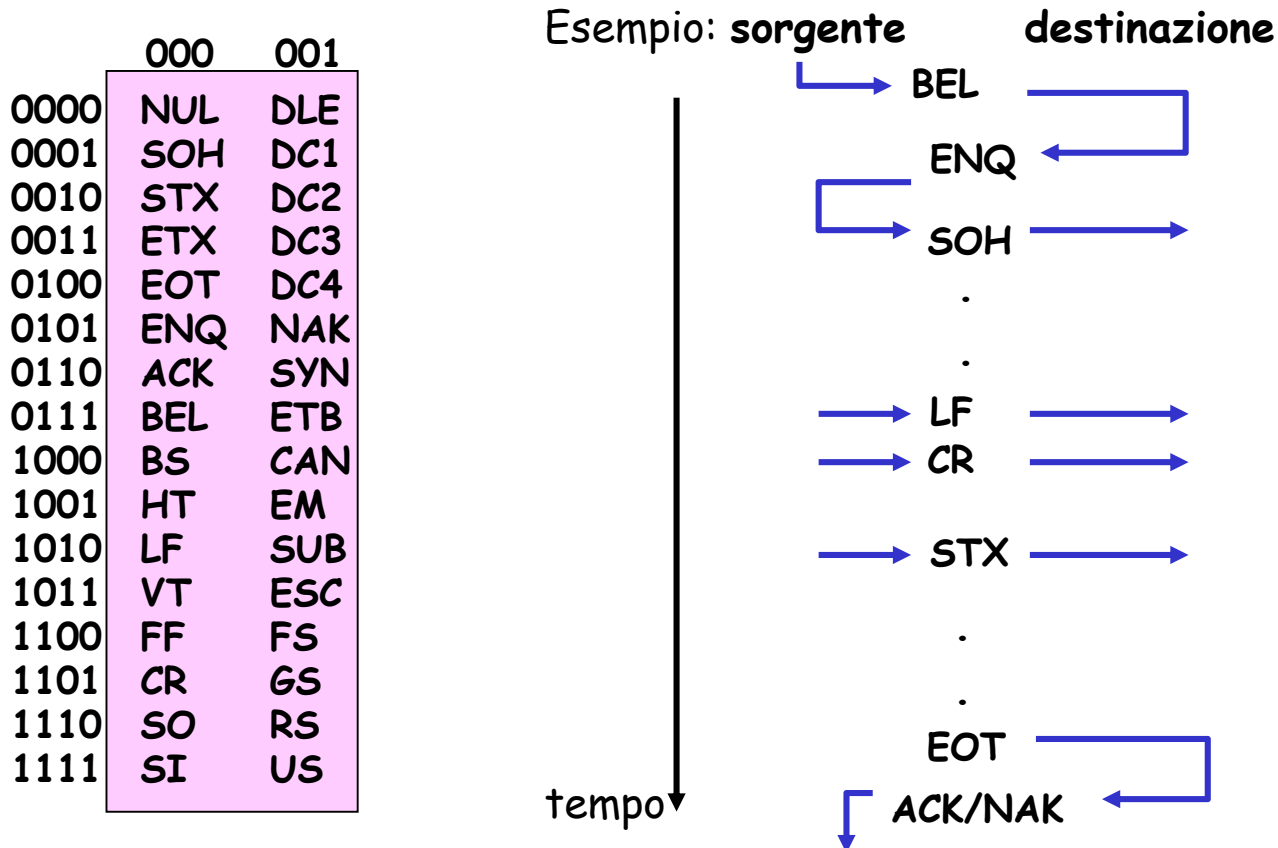 000 001
0000 NUL DLE
0001 SOH DC1
0010 STX DC2
0011 ETX DC3
0100 EOT DC4
0101 ENQ NAK
0110 ACK SYN
0111 BEL ETB
1000 BS CAN
1001 HT EM
1010 LF SUB
1011 VT ESC
1100 FF FS
1101 CR GS
1110 SO RS
1111 SI US
Esempio: sorgente destinazione
BEL
ENQ
SOH
.
.
LF
CR
STX
.
.
EOT
tempo ACK/NAK